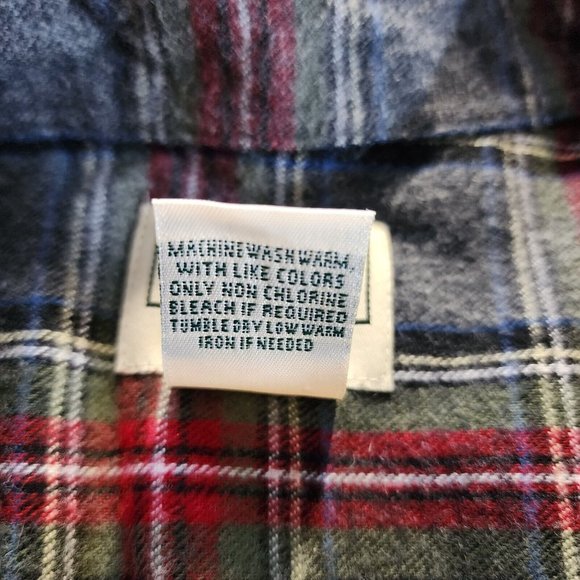 MACHINE WASH WARM,
WITH LIKE COLORS
ONLY NON CHLORINE
BLEACH IF REQUIRED
TUMBLE DRY LOW WARM
IRON IF NEEDED